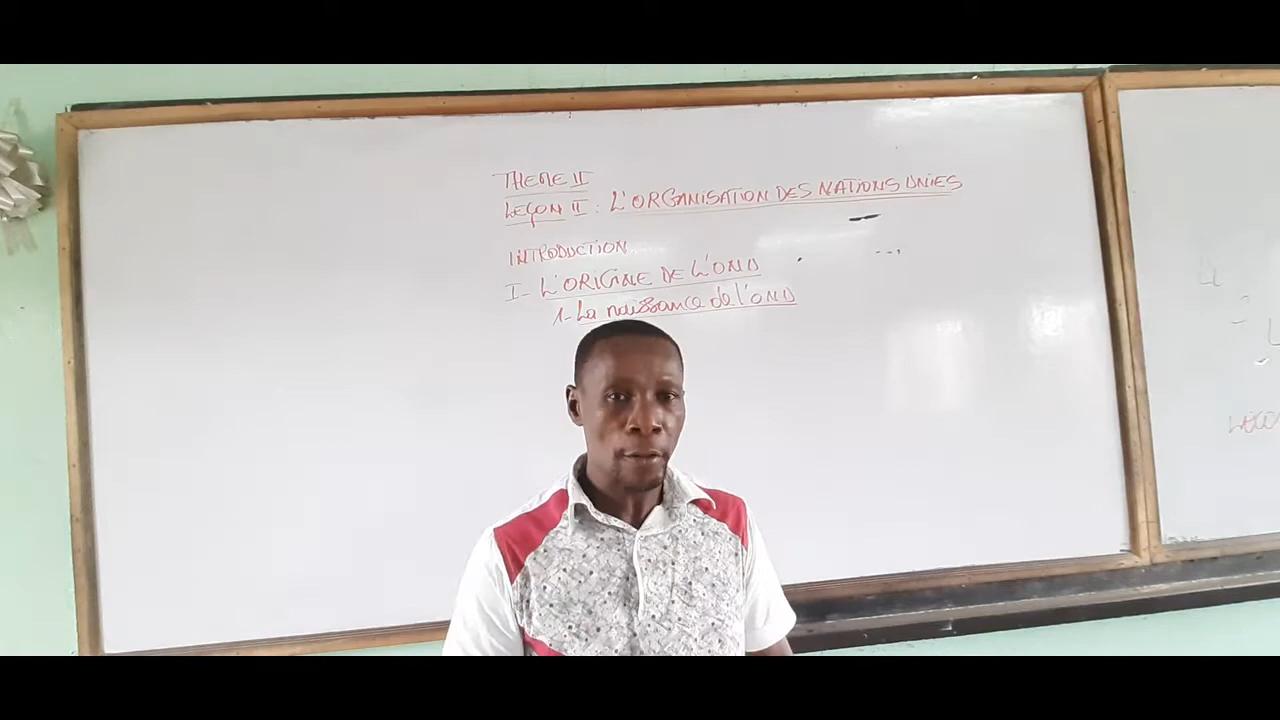 THEME II
LEÇON II : L'ORGANISATION DES NATIONS UNIES
INTRODUCTION
I- L'ORIGINE DE L'ONU
1- La naissance de l'ONU